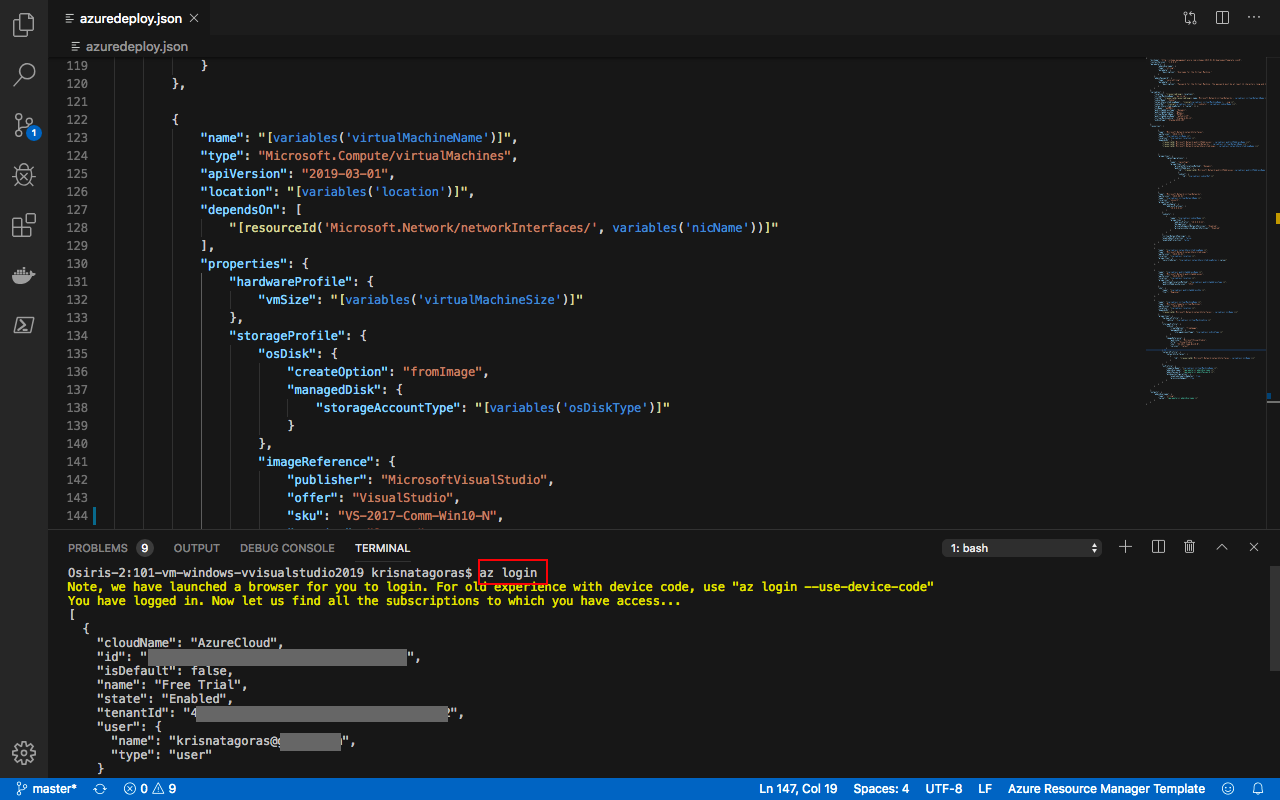 azuredeploy.json
azuredeploy.json
119 }
120 },
121
122 {
123 "name": "[variables('virtualMachineName')]",
124 "type": "Microsoft.Compute/virtualMachines",
125 "apiVersion": "2019-03-01",
126 "location": "[variables('location')]",
127 "dependsOn": [
128 "[resourceId('Microsoft.Network/networkInterfaces/', variables('nicName'))]"
129 ],
130 "properties": {
131 "hardwareProfile": {
132 "vmSize": "[variables('virtualMachineSize')]"
133 },
134 "storageProfile": {
135 "osDisk": {
136 "createOption": "fromImage",
137 "managedDisk": {
138 "storageAccountType": "[variables('osDiskType')]"
139 }
140 },
141 "imageReference": {
142 "publisher": "MicrosoftVisualStudio",
143 "offer": "VisualStudio",
144 "sku": "VS-2017-Comm-Win10-N",
1
PROBLEMS 9 OUTPUT DEBUG CONSOLE TERMINAL 1: bash
Osiris-2:101-vm-windows-vvisualstudio2019 krisnatagoras$ az login
Note, we have launched a browser for you to login. For old experience with device code, use "az login --use-device-code"
You have logged in. Now let us find all the subscriptions to which you have access...
[
{
"cloudName": "AzureCloud",
"id": "",
"isDefault": false,
"name": "Free Trial",
"state": "Enabled",
"tenantId": "4",
"user": {
"name": "krisnatagoras@",
"type": "user"
}
master* 0 9 Ln 147, Col 19 Spaces: 4 UTF-8 LF Azure Resource Manager Template